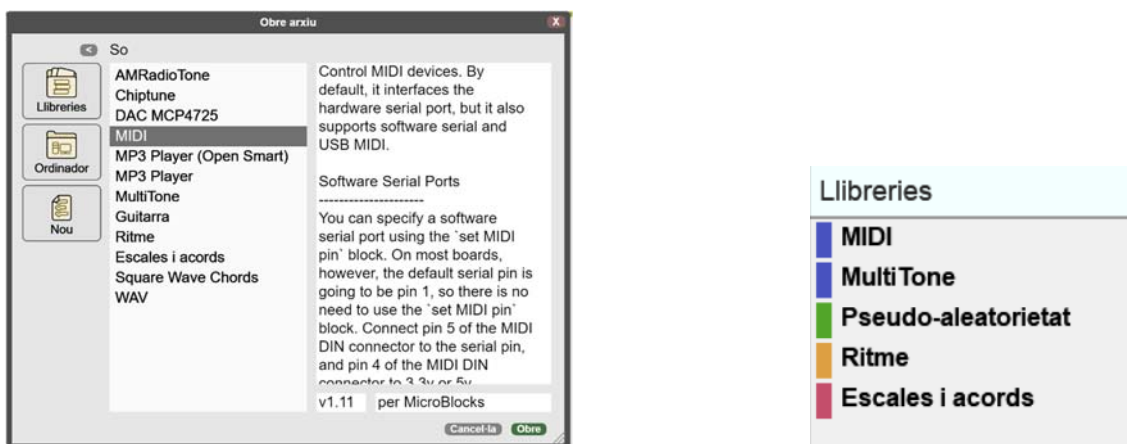 Obre arxiu
X
< So
Llibreries
Ordinador
Nou
AMRadioTone
Chiptune
DAC MCP4725
MIDI
MP3 Player (Open Smart)
MP3 Player
MultiTone
Guitarra
Ritme
Escales i acords
Square Wave Chords
WAV
Control MIDI devices. By
default, it interfaces the
hardware serial port, but it also
supports software serial and
USB MIDI.
Software Serial Ports
----------------------
You can specify a software
serial port using the `set MIDI
pin` block. On most boards,
however, the default serial pin is
going to be pin 1, so there is no
need to use the `set MIDI pin`
block. Connect pin 5 of the MIDI
DIN connector to the serial pin,
and pin 4 of the MIDI DIN
connector to 3.3v or 5v
v1.11
per MicroBlocks
Cancel·la
Obre
Llibreries
MIDI
MultiTone
Pseudo-aleatorietat
Ritme
Escales i acords